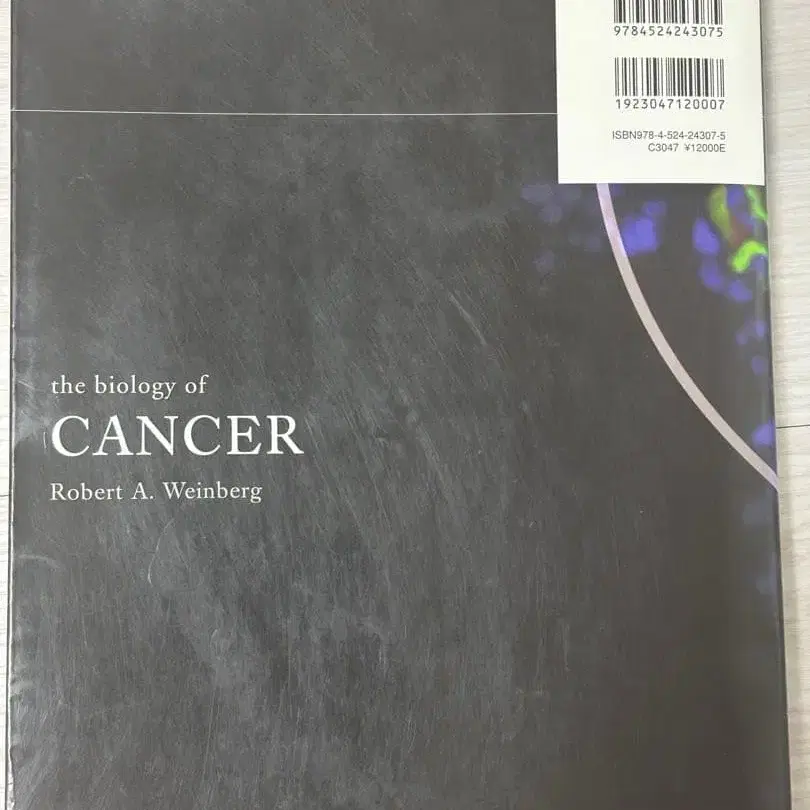 9784524243075
1923047120007
ISBN978-4-524-24307-5
C3047 ¥12000E
the biology of
CANCER
Robert A. Weinberg